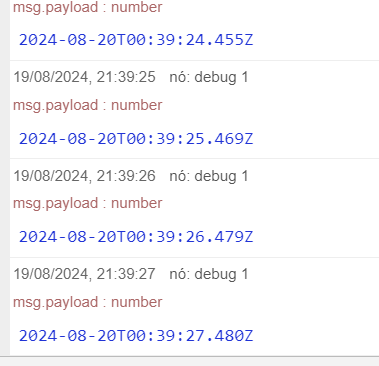 msg.payload : number
2024-08-20T00:39:24.455Z
19/08/2024, 21:39:25 nó: debug 1
msg.payload : number
2024-08-20T00:39:25.469Z
19/08/2024, 21:39:26 nó: debug 1
msg.payload : number
2024-08-20T00:39:26.479Z
19/08/2024, 21:39:27 nó: debug 1
msg.payload : number
2024-08-20T00:39:27.480Z